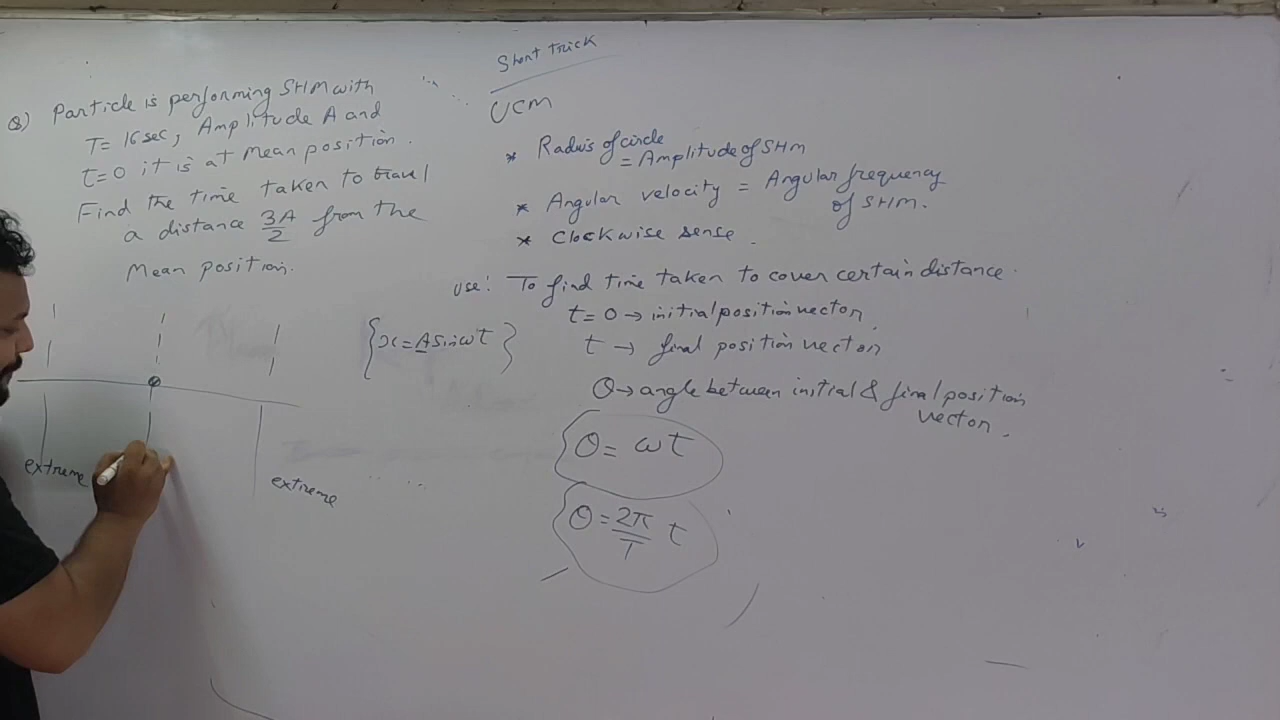 Q) Particle is performing SHM with
T= 16 sec, Amplitude A and
t=0 it is at Mean position.
Find the time taken to travel
a distance 3A/2 from the
Mean position.
extreme
extreme
{x=A sin ωt}
Short trick
UCM
* Radius of circle
= Amplitude of SHM
* Angular velocity = Angular frequency
of SHM.
* Clockwise sense.
use: To find time taken to cover certain distance.
t=0 → initial position vector
t → final position vector
θ → angle between initial & final position
vector.
θ = ωt
θ = 2π/T t